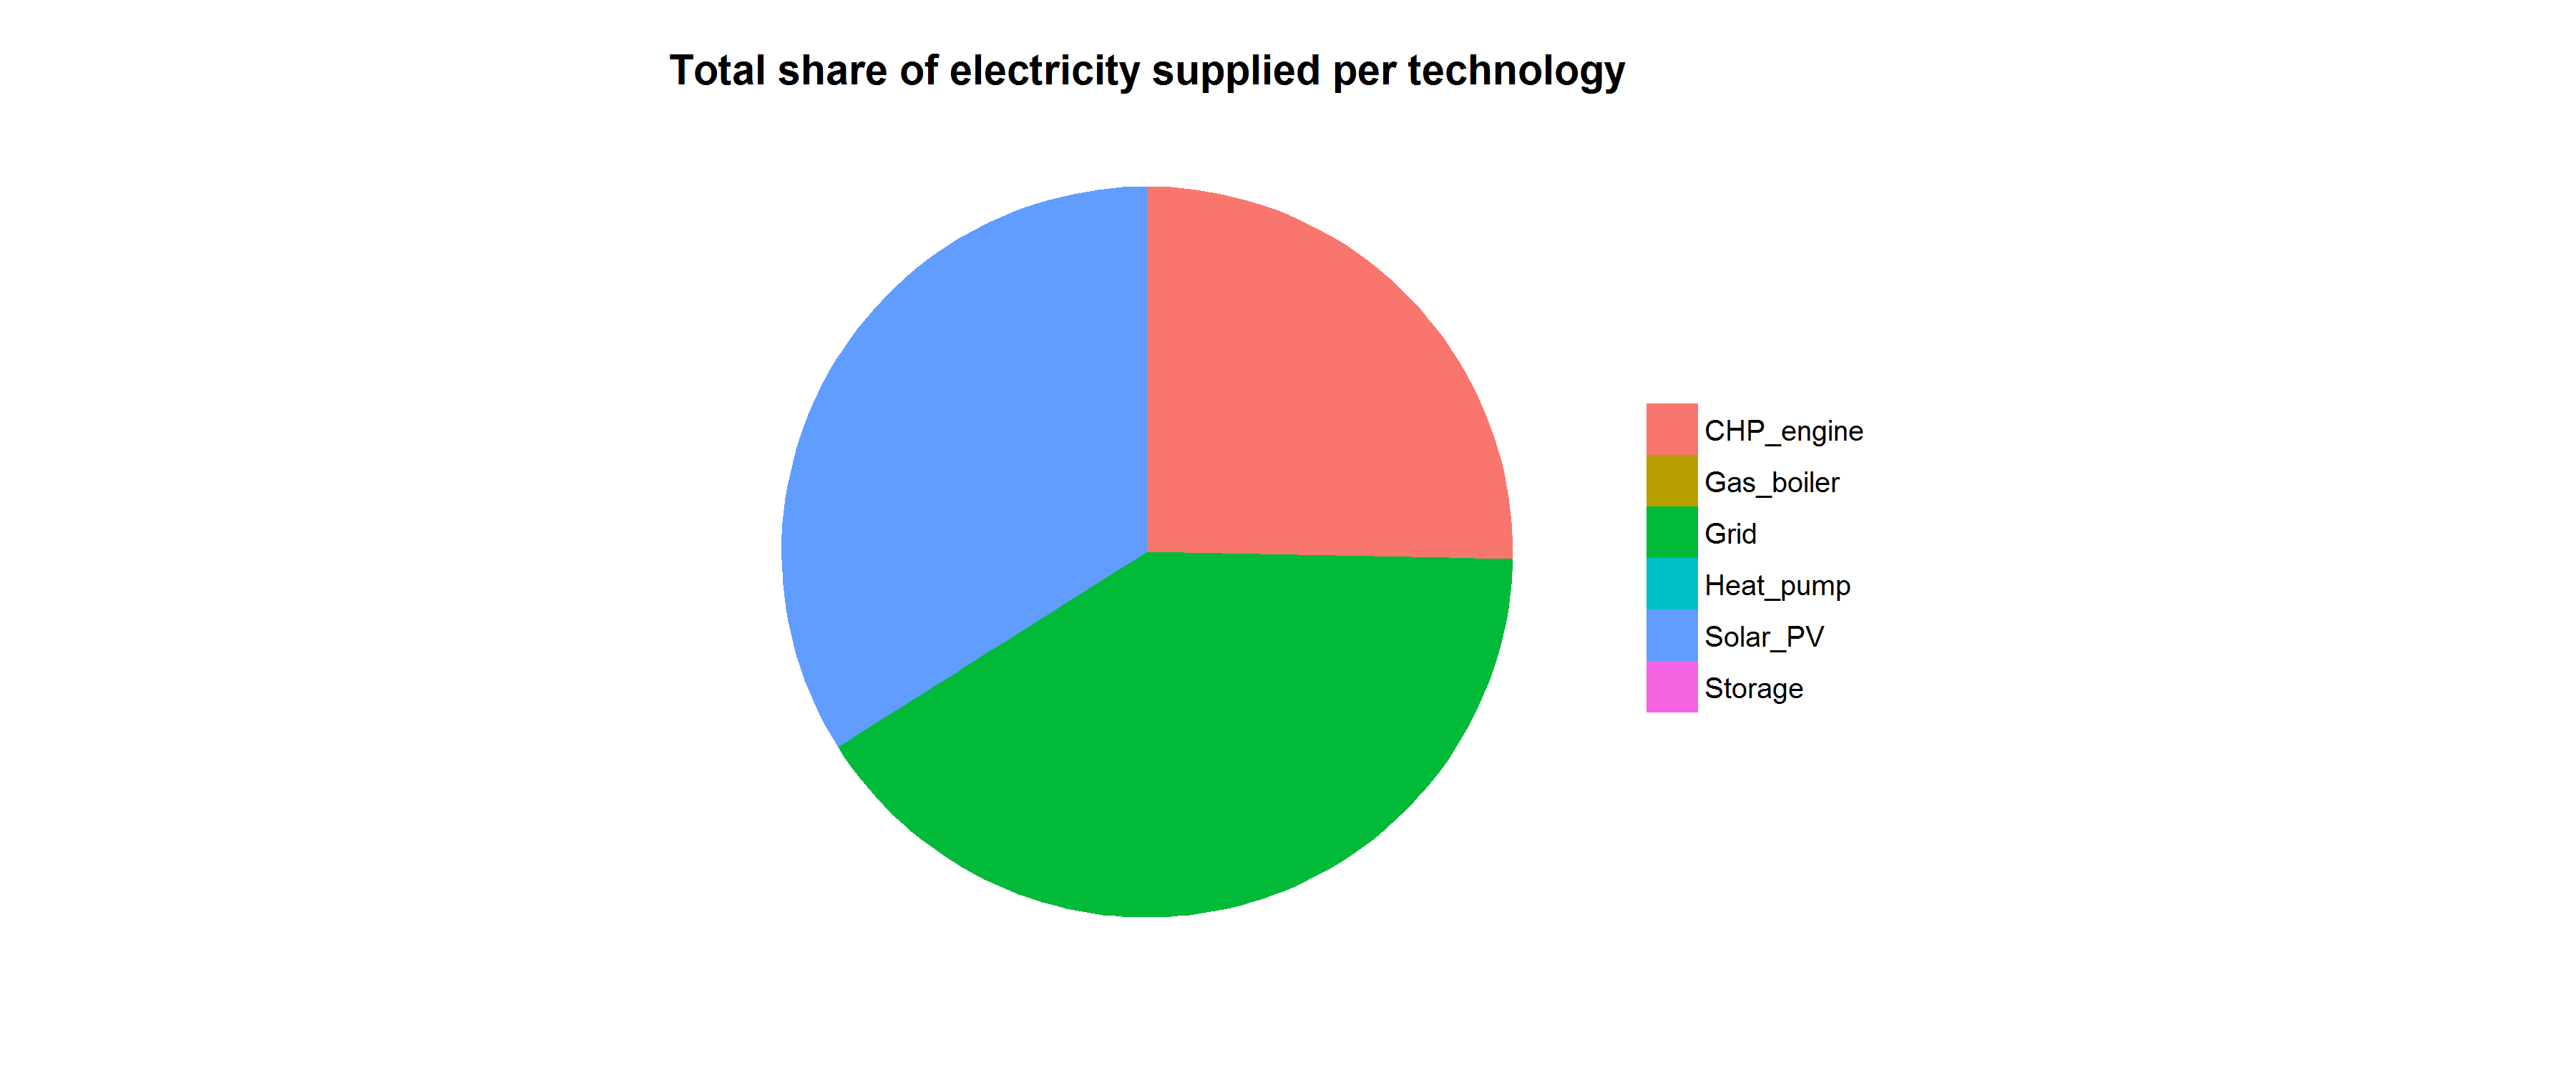 Total share of electricity supplied per technology
CHP_engine
Gas_boiler
Grid
Heat_pump
Solar_PV
Storage